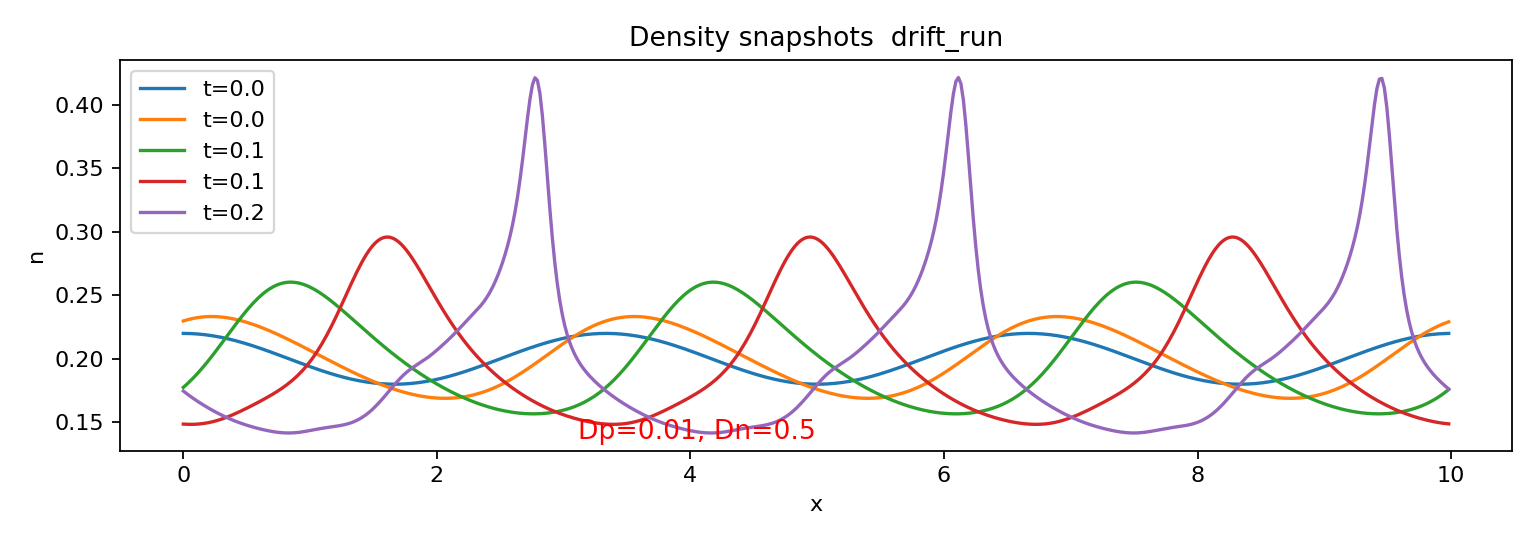 Density snapshots  drift_run
t=0.0
t=0.0
t=0.1
t=0.1
t=0.2
n
0.40
0.35
0.30
0.25
0.20
0.15
Dp=0.01, Dn=0.5
0 2 4 6 8 10
x